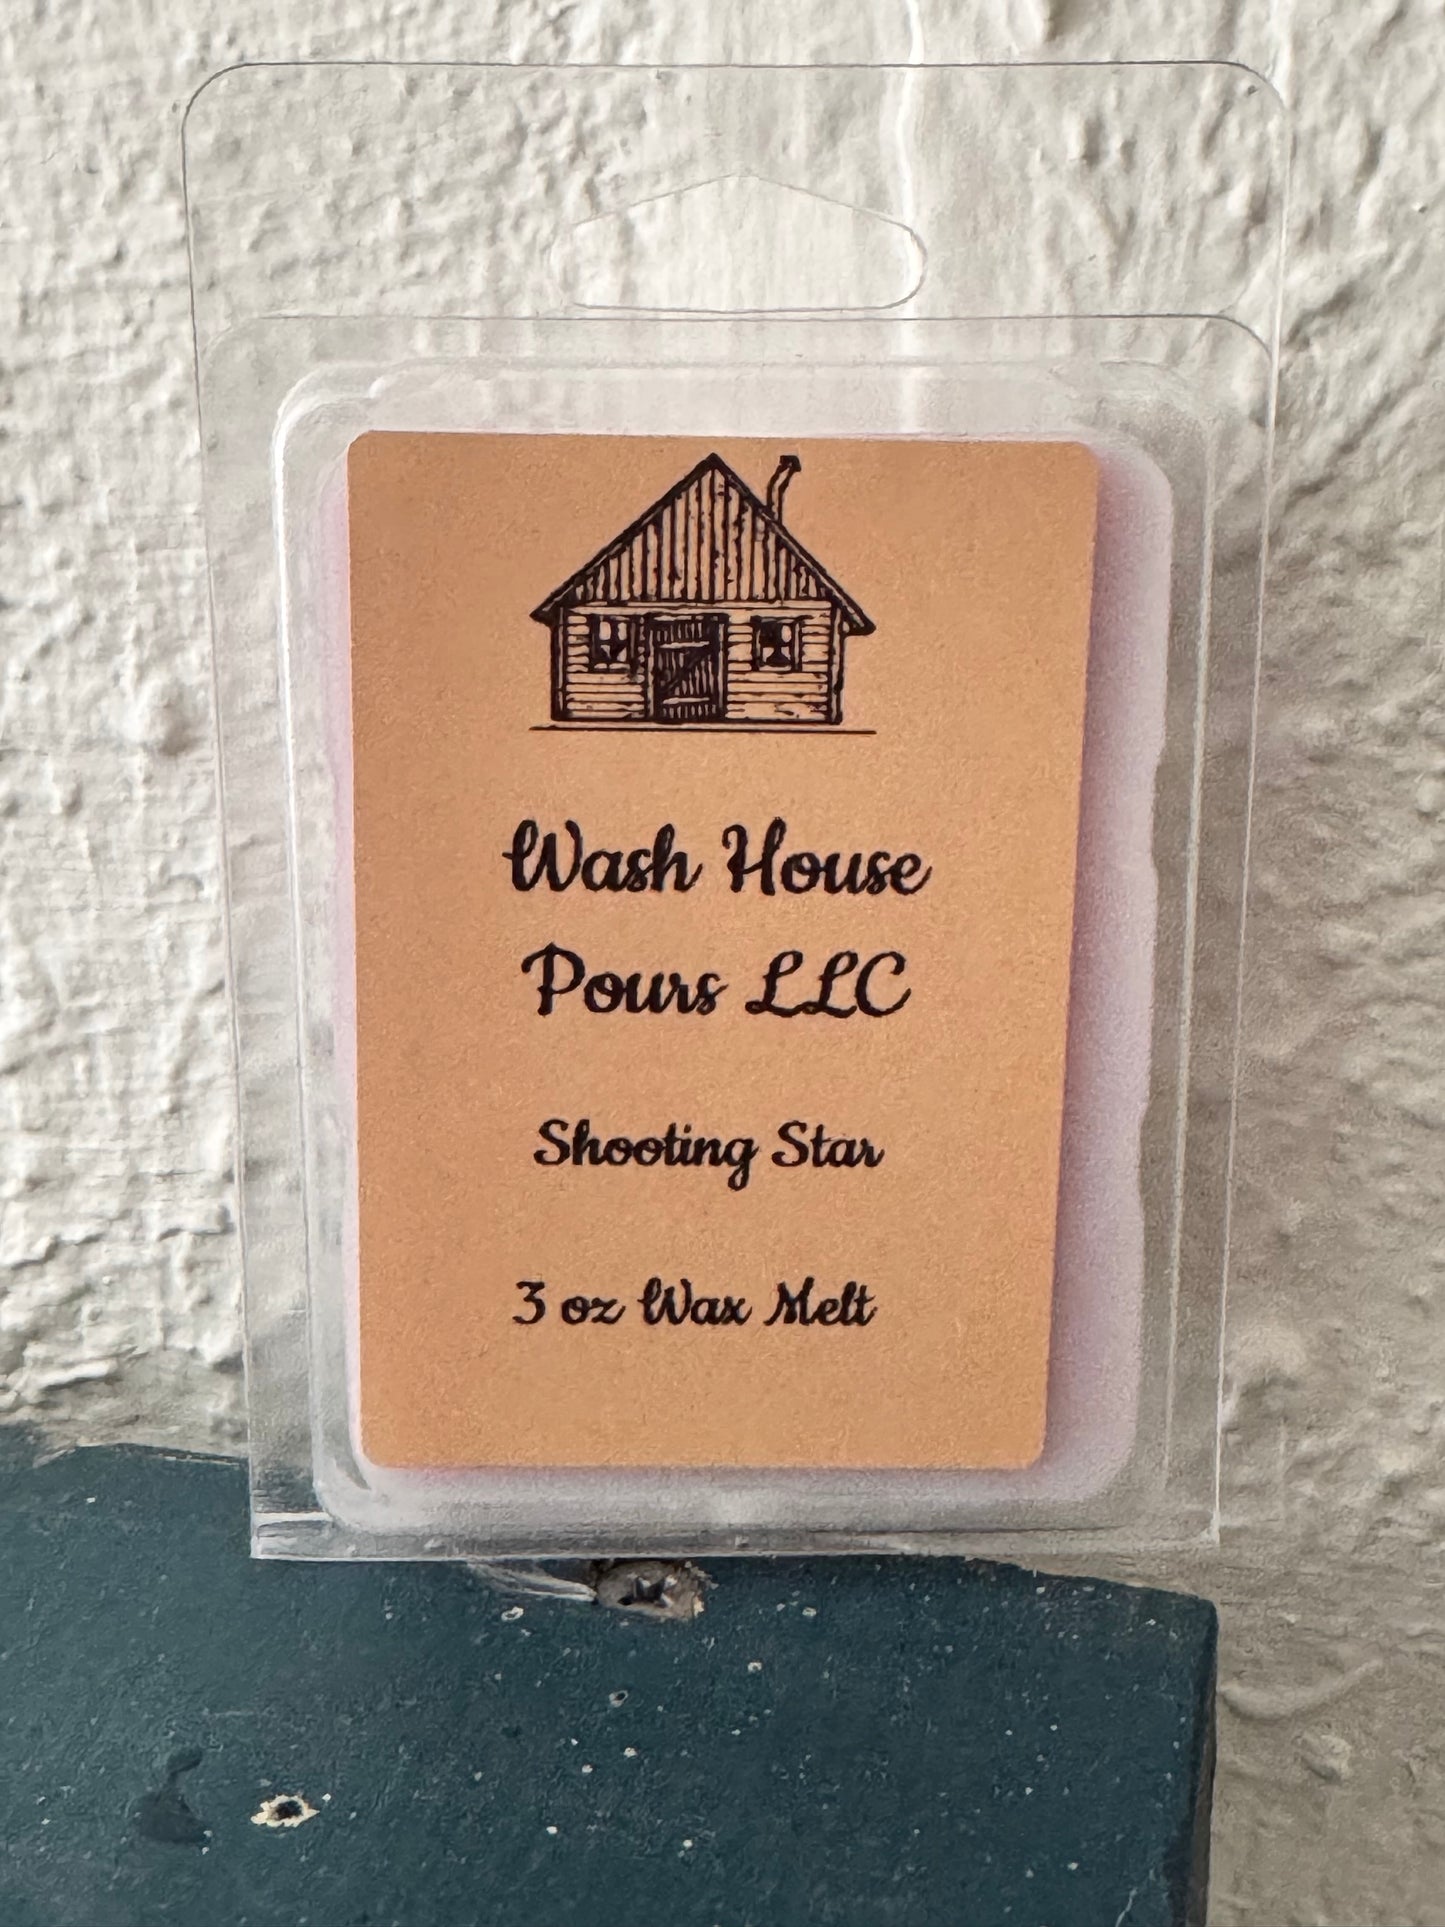 Wash House
Pours LLC
Shooting Star
3 oz Wax Melt